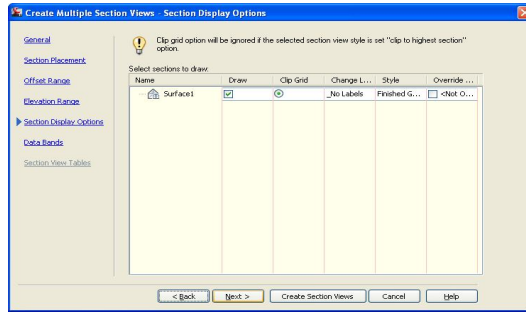 Create Multiple Section Views - Section Display Options
General
Section Placement
Offset Range
Elevation Range
Section Display Options
Data Bands
Section View Tables
Clip grid option will be ignored if the selected section view style is set "clip to highest section"
option.
Select sections to draw:
Name Draw Clip Grid Change L... Style Override ...
Surface1 _No Labels Finished G... <Not O...
< Back Next > Create Section Views Cancel Help